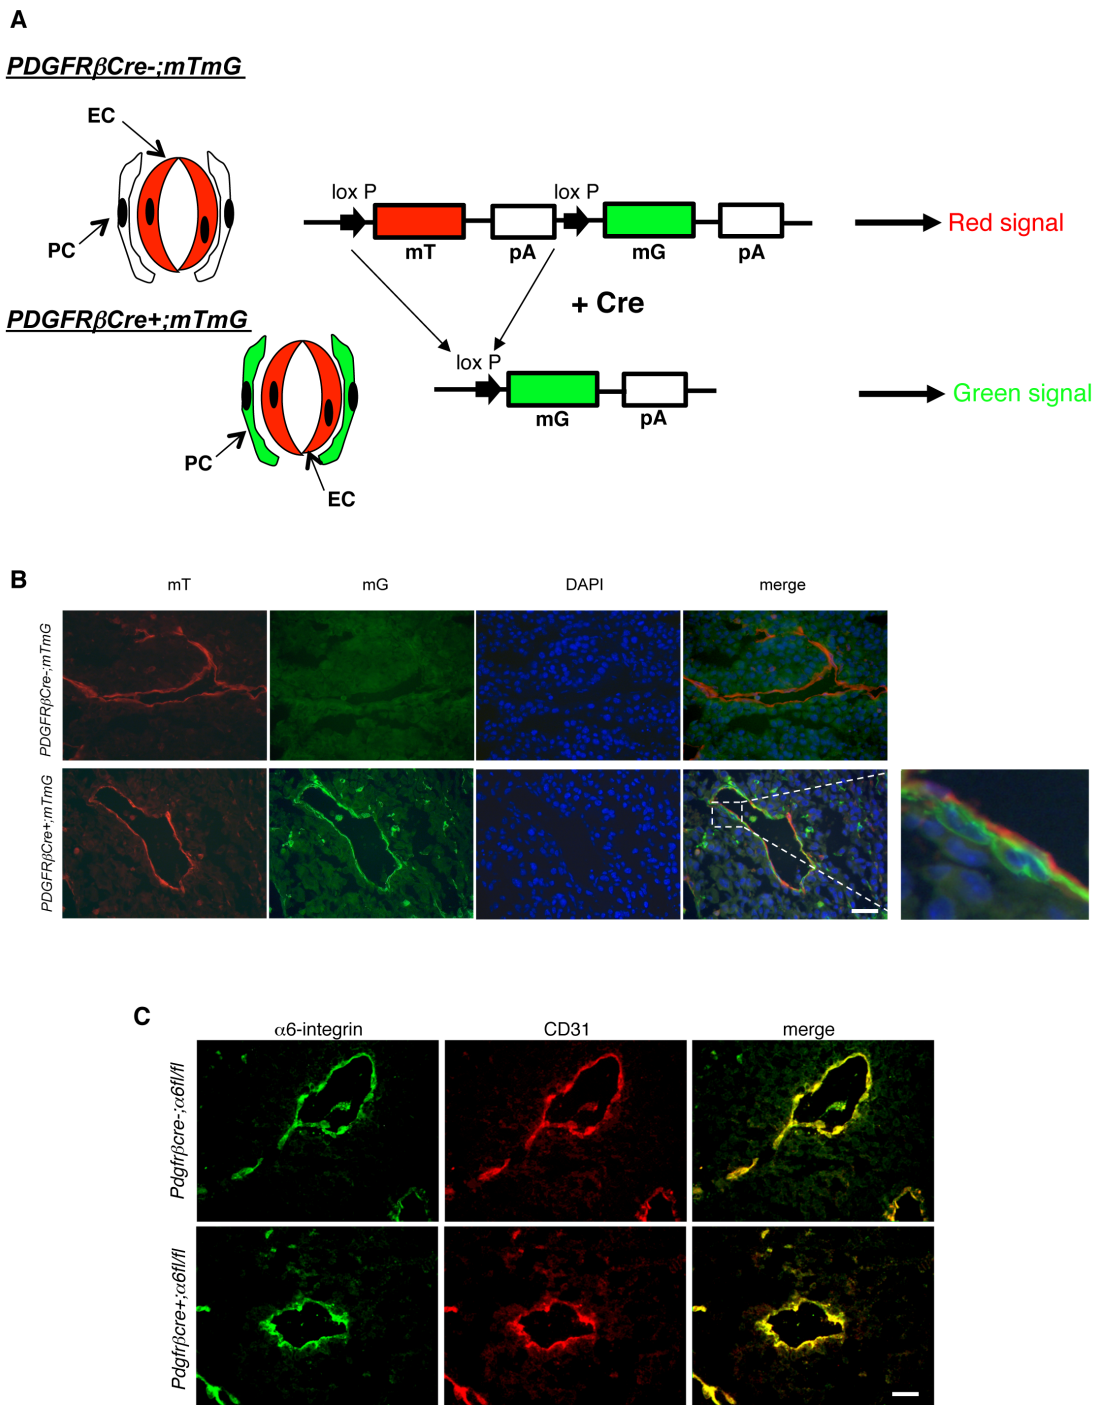 A
PDGFRβCre-;mTmG
EC
PC
lox P
lox P
mT
pA
mG
pA
Red signal
+ Cre
PDGFRβCre+;mTmG
PC
EC
lox P
mG
pA
Green signal
B
mT
mG
DAPI
merge
PDGFRβCre-;mTmG
PDGFRβCre+;mTmG
C
α6-integrin
CD31
merge
Pdgfrβcre-;α6fl/fl
Pdgfrβcre+;α6fl/fl